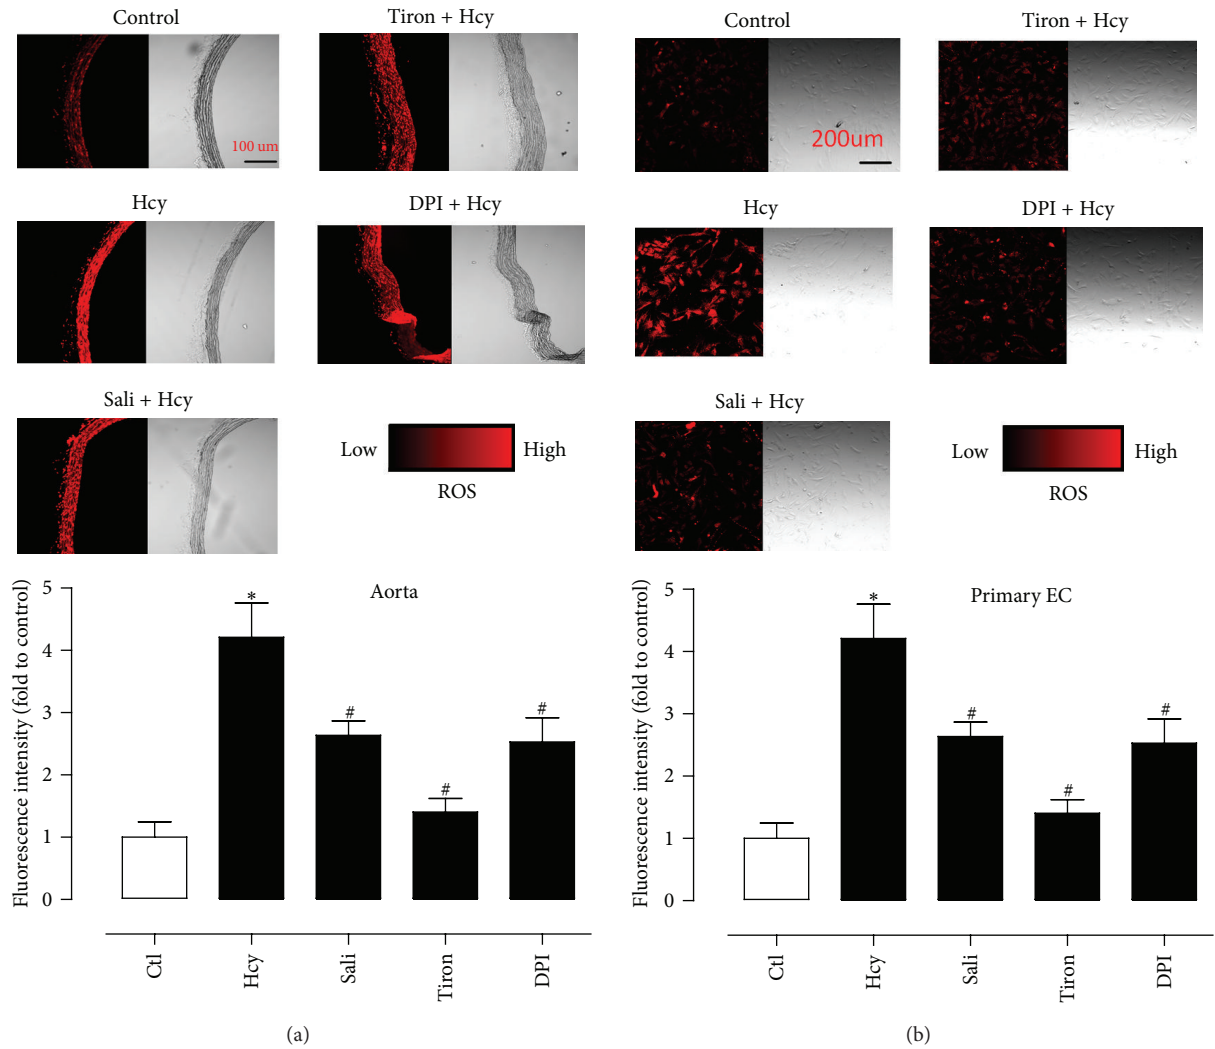 Control
Tiron + Hcy
100 um
Hcy
DPI + Hcy
Sali + Hcy
Low
High
ROS
Fluorescence intensity (fold to control)
5
4
3
2
1
0
Aorta
*
#
#
#
Ctl
Hcy
Sali
Tiron
DPI
(a)
Control
Tiron + Hcy
200um
Hcy
DPI + Hcy
Sali + Hcy
Low
High
ROS
Fluorescence intensity (fold to control)
5
4
3
2
1
0
Primary EC
*
#
#
#
Ctl
Hcy
Sali
Tiron
DPI
(b)